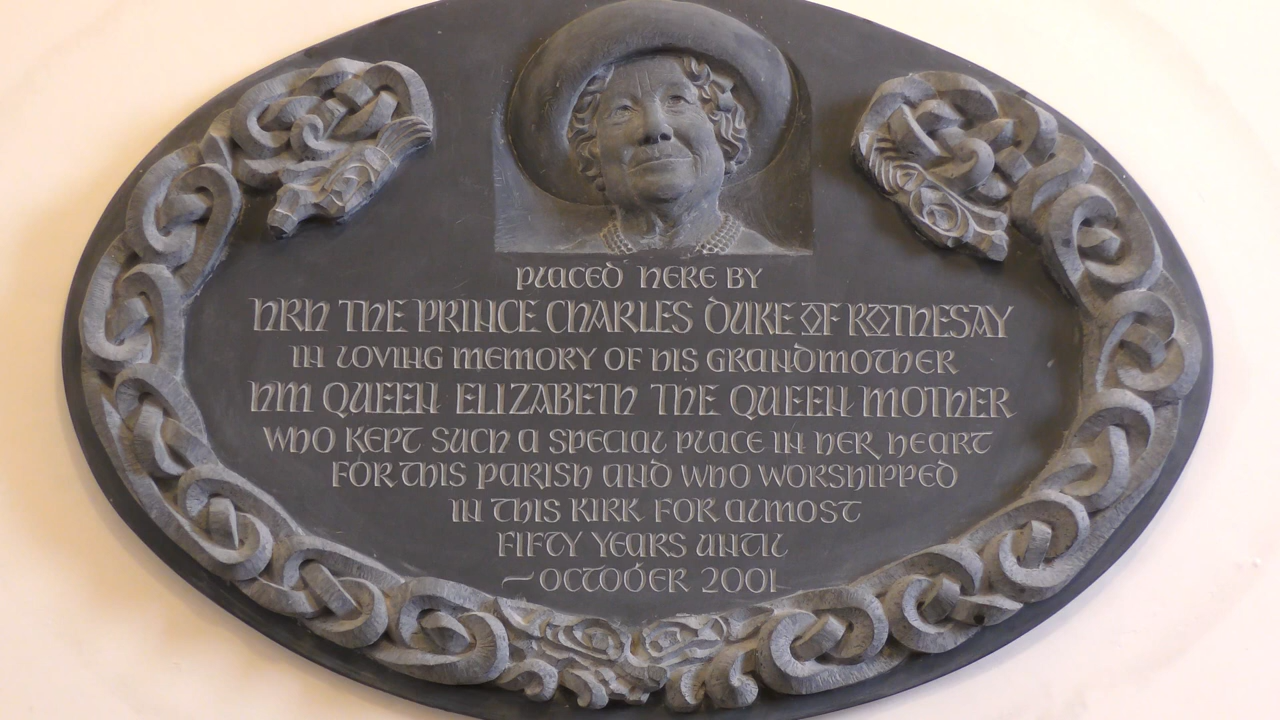 PLACED HERE BY
HRH THE PRINCE CHARLES DUKE OF ROTHESAY
IN LOVING MEMORY OF HIS GRANDMOTHER
HM QUEEN ELIZABETH THE QUEEN MOTHER
WHO KEPT SUCH A SPECIAL PLACE IN HER HEART
FOR THIS PARISH AND WHO WORSHIPPED
IN THIS KIRK FOR ALMOST
FIFTY YEARS UNTIL
~OCTOBER 2001